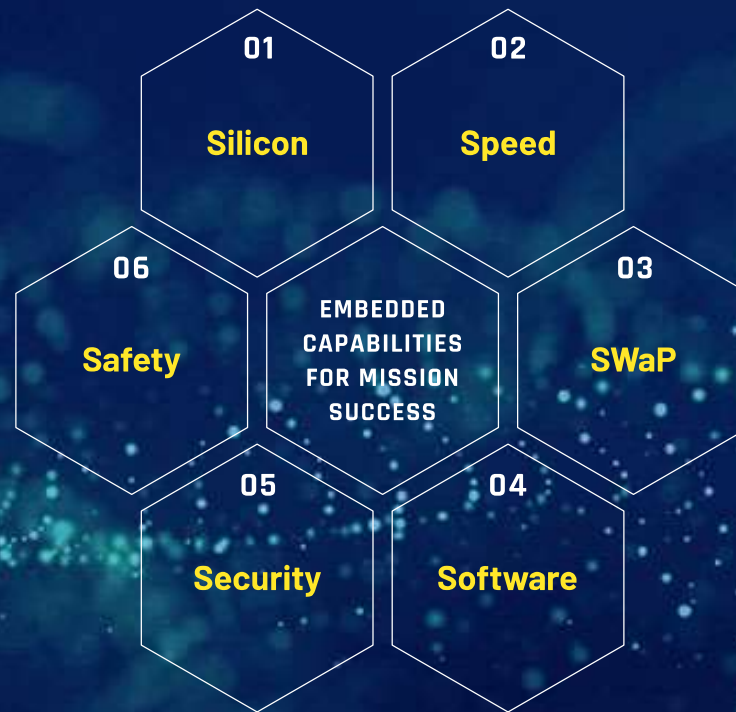 01
Silicon
02
Speed
03
SWaP
04
Software
05
Security
06
Safety
EMBEDDED
CAPABILITIES
FOR MISSION
SUCCESS